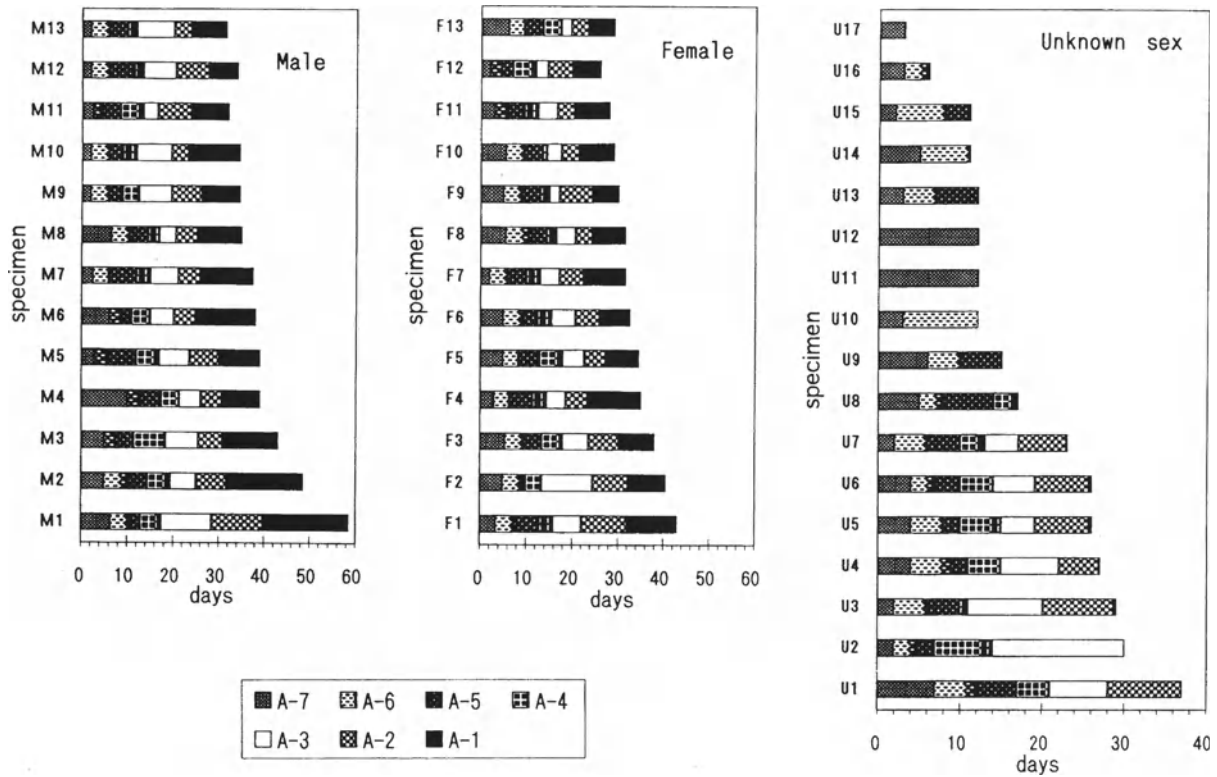 Male
specimen
M13
M12
M11
M10
M9
M8
M7
M6
M5
M4
M3
M2
M1
0 10 20 30 40 50 60
days
Female
specimen
F13
F12
F11
F10
F9
F8
F7
F6
F5
F4
F3
F2
F1
0 10 20 30 40 50 60
days
Unknown sex
specimen
U17
U16
U15
U14
U13
U12
U11
U10
U9
U8
U7
U6
U5
U4
U3
U2
U1
0 10 20 30 40
days
A-7 A-6 A-5 A-4
A-3 A-2 A-1